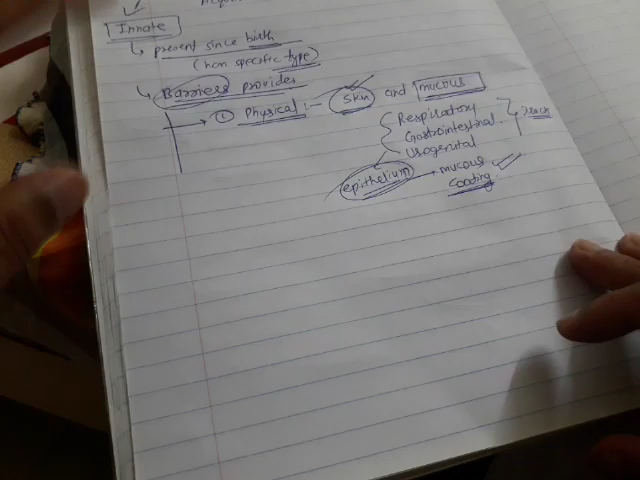 Innate
↳ present since birth
(non specific type)
↳ Barriers provides
→ ① Physical :- Skin and mucous
Respiratory
Gastrointestinal
Urogenital
tract
epithelium → mucous
coating